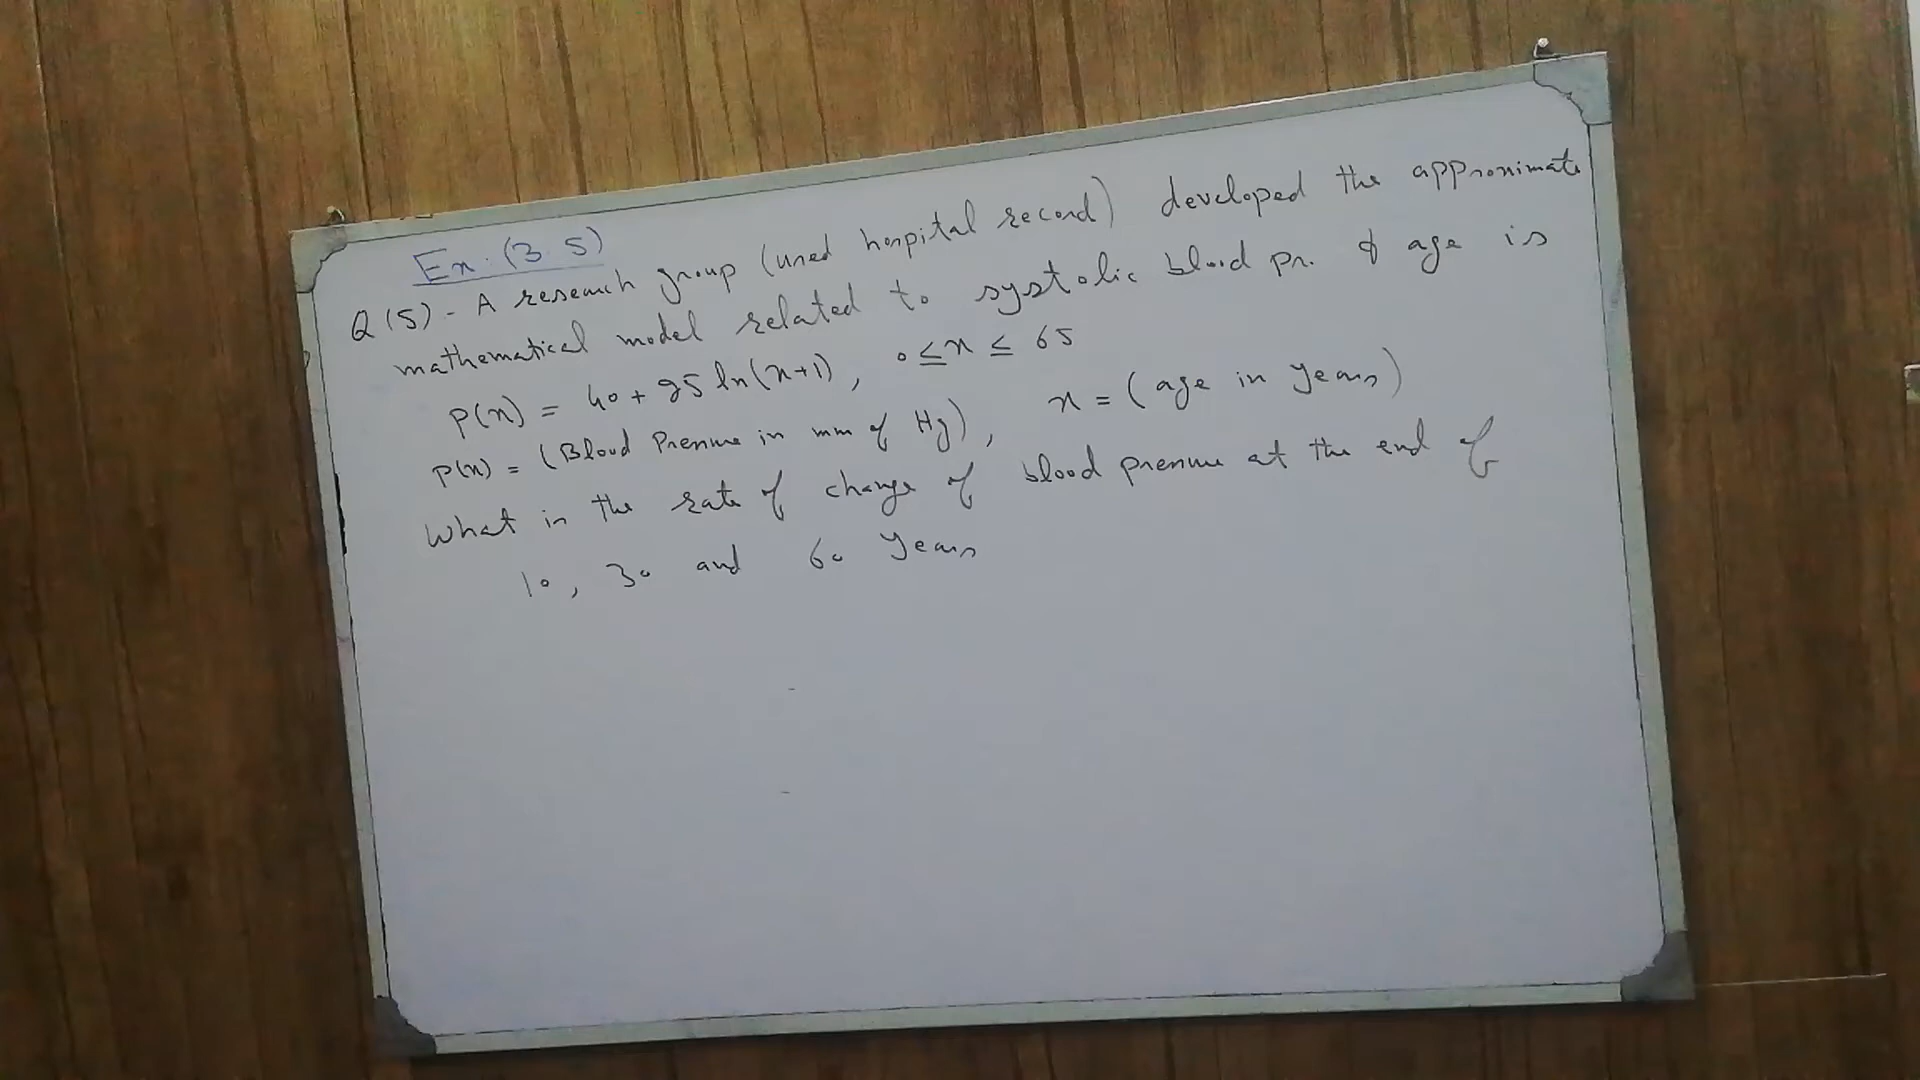 Ex. (3.5)
Q(5) - A research group (used hospital record) developed the approximate
mathematical model related to systolic blood pr. & age is
P(x) = 40 + 25 ln(x+1), 0 ≤ x ≤ 65
P(x) = (Blood Pressure in mm of Hg), x = (age in years)
What is the rate of change of blood pressure at the end of
10, 30 and 60 years